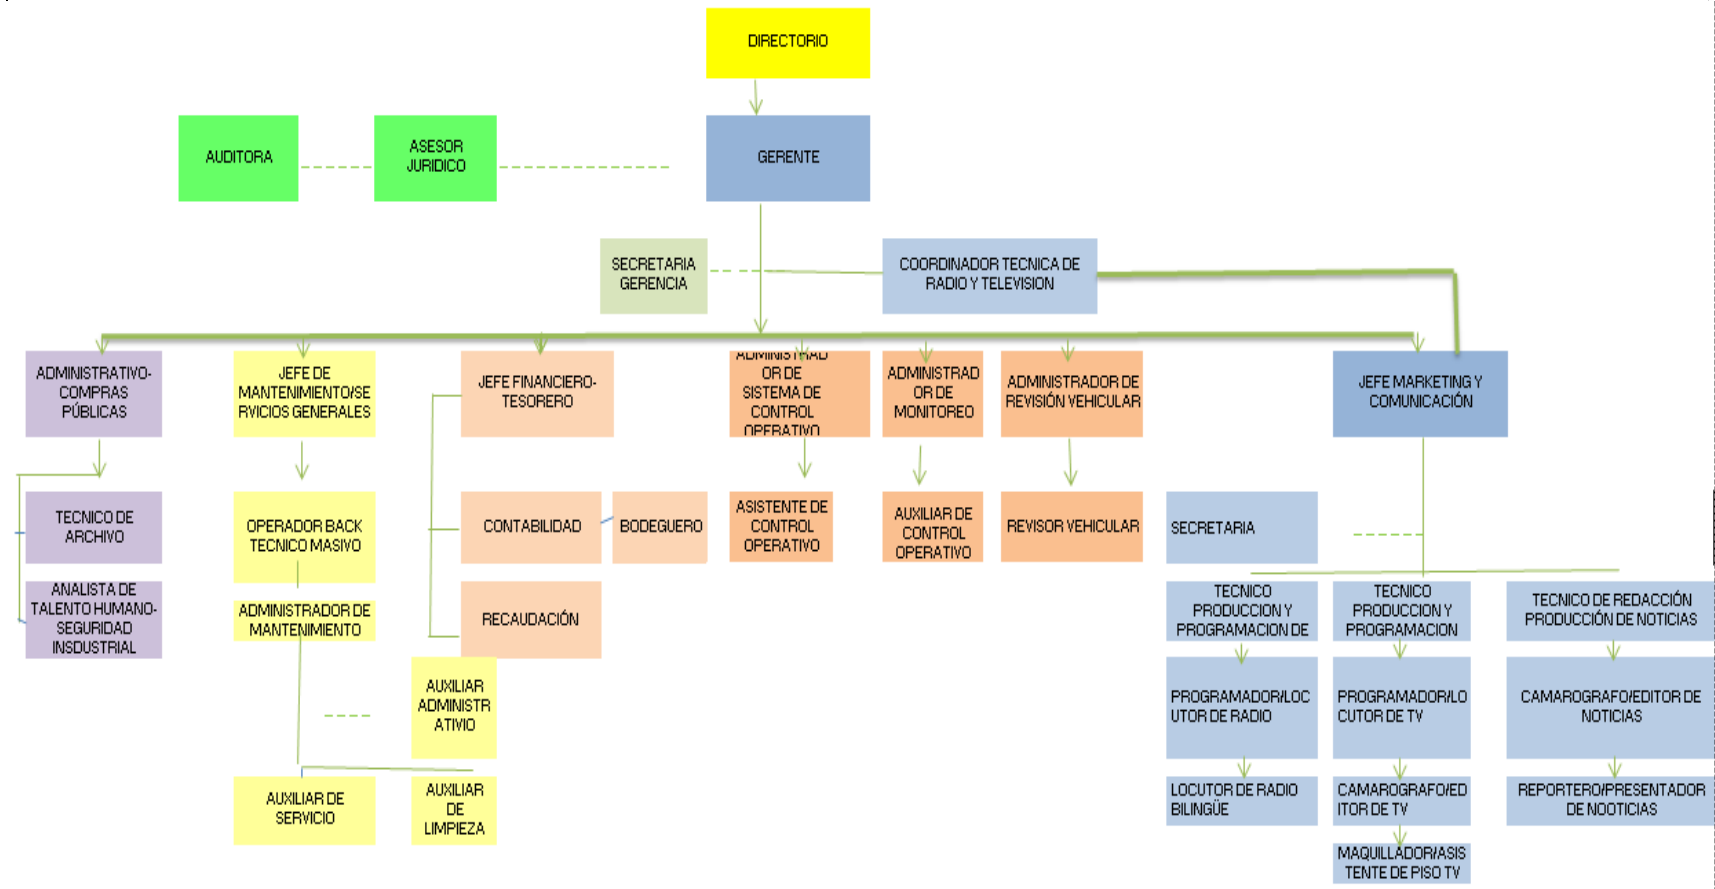 DIRECTORIO
AUDITORA
ASESOR
JURIDICO
GERENTE
SECRETARIA
GERENCIA
COORDINADOR TECNICA DE
RADIO Y TELEVISION
ADMINISTRATIVO-
COMPRAS
PÚBLICAS
JEFE DE
MANTENIMIENTO/SE
RVICIOS GENERALES
JEFE FINANCIERO-
TESORERO
ADMINISTRAD
OR DE
SISTEMA DE
CONTROL
OPERATIVO
ADMINISTRAD
OR DE
MONITOREO
ADMINISTRADOR DE
REVISIÓN VEHICULAR
JEFE MARKETING Y
COMUNICACIÓN
TECNICO DE
ARCHIVO
OPERADOR BACK
TECNICO MASIVO
CONTABILIDAD
BODEGUERO
ASISTENTE DE
CONTROL
OPERATIVO
AUXILIAR DE
CONTROL
OPERATIVO
REVISOR VEHICULAR
SECRETARIA
ANALISTA DE
TALENTO HUMANO-
SEGURIDAD
INSDUSTRIAL
ADMINISTRADOR DE
MANTENIMIENTO
RECAUDACIÓN
TECNICO
PRODUCCION Y
PROGRAMACION DE
TECNICO
PRODUCCION Y
PROGRAMACION
TECNICO DE REDACCIÓN
PRODUCCIÓN DE NOTICIAS
AUXILIAR
ADMINISTR
ATIVIO
PROGRAMADOR/LOC
UTOR DE RADIO
PROGRAMADOR/LO
CUTOR DE TV
CAMAROGRAFO/EDITOR DE
NOTICIAS
AUXILIAR DE
SERVICIO
AUXILIAR
DE
LIMPIEZA
LOCUTOR DE RADIO
BILINGÜE
CAMAROGRAFO/ED
ITOR DE TV
REPORTERO/PRESENTADOR
DE NOOTICIAS
MAQUILLADOR/ASIS
TENTE DE PISO TV